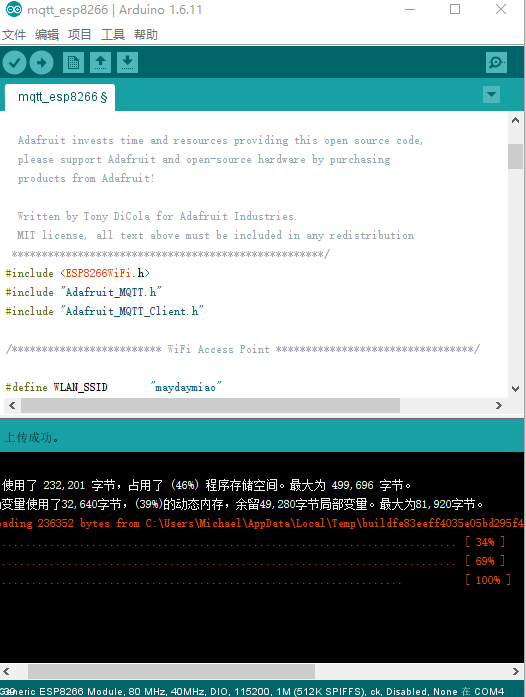 mqtt_esp8266 | Arduino 1.6.11
文件 编辑 项目 工具 帮助
mqtt_esp8266 §
Adafruit invests time and resources providing this open source code,
please support Adafruit and open-source hardware by purchasing
products from Adafruit!
Written by Tony DiCola for Adafruit Industries.
MIT license, all text above must be included in any redistribution
****************************************************/
#include <ESP8266WiFi.h>
#include "Adafruit_MQTT.h"
#include "Adafruit_MQTT_Client.h"
/************************* WiFi Access Point *********************************/
#define WLAN_SSID "maydaymiao"
上传成功。
使用了 232,201 字节，占用了 (46%) 程序存储空间。最大为 499,696 字节。
变量使用了32,640字节，(39%)的动态内存，余留49,280字节局部变量。最大为81,920字节。
oading 236352 bytes from C:\Users\Michael\AppData\Local\Temp\buildfe83eeff4035e05bd295f4
................................................................................ [ 34% ]
................................................................................ [ 69% ]
..................................................................... [ 100% ]
Generic ESP8266 Module, 80 MHz, 40MHz, DIO, 115200, 1M (512K SPIFFS), ck, Disabled, None 在 COM4